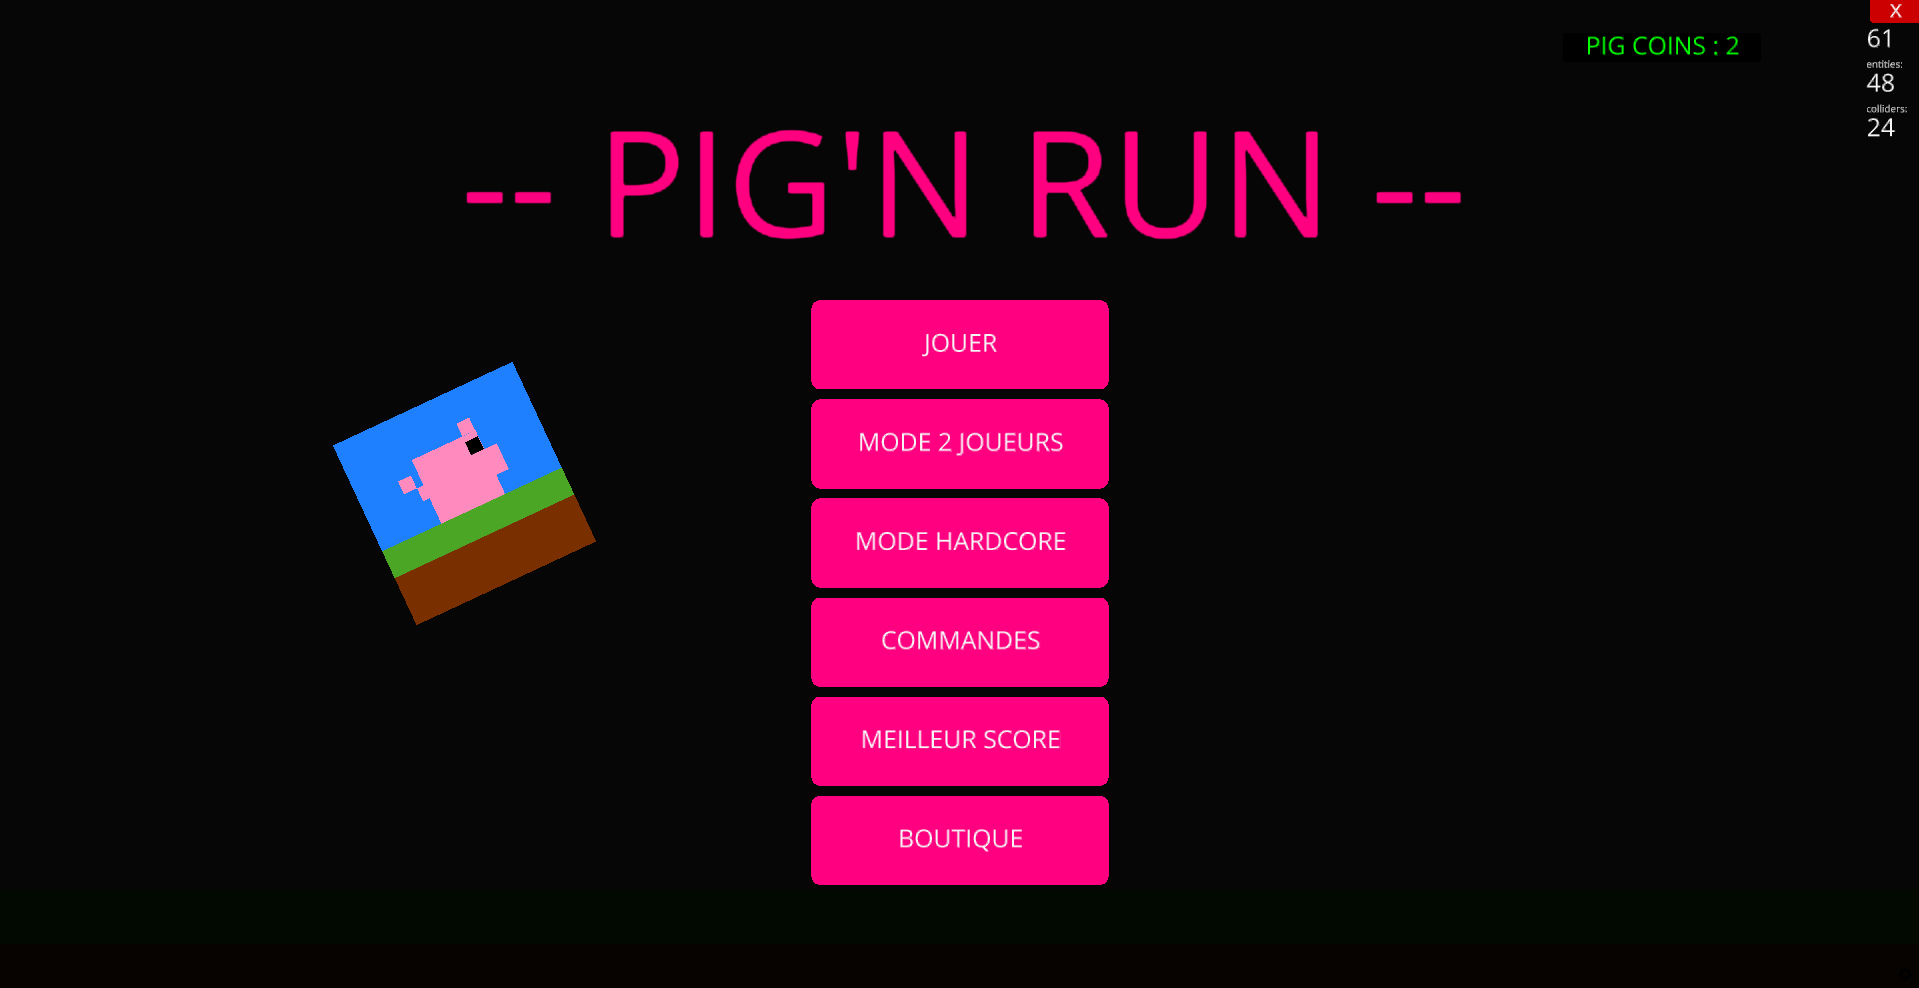 X
61
PIG COINS : 2
entities:
48
colliders:
24
-- PIG'N RUN --
JOUER
MODE 2 JOUEURS
MODE HARDCORE
COMMANDES
MEILLEUR SCORE
BOUTIQUE